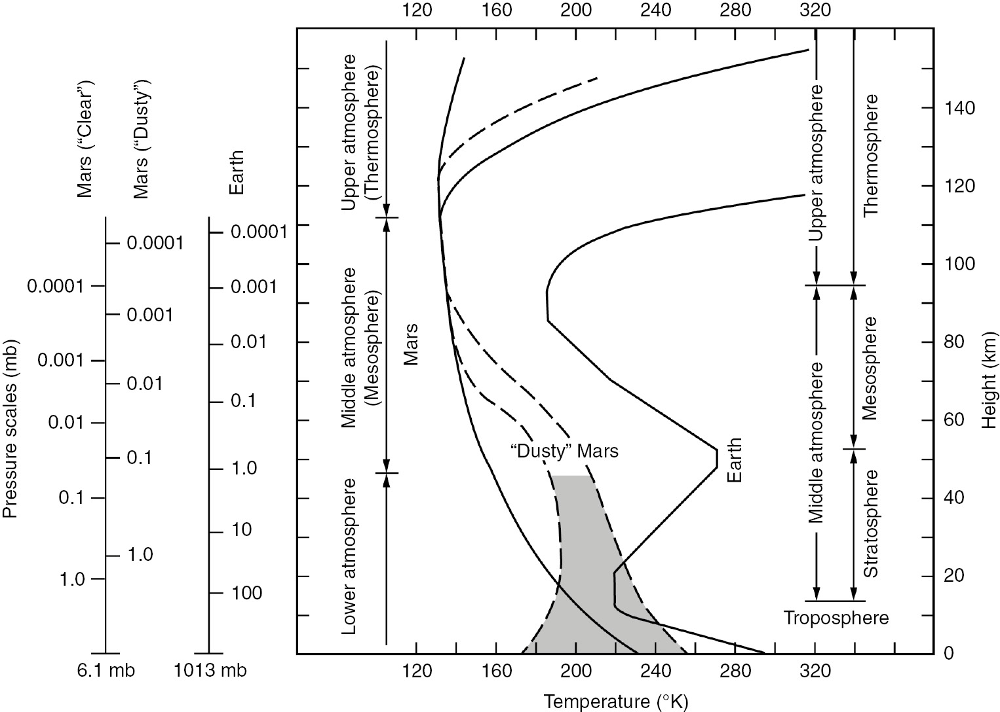 120 160 200 240 280 320
Mars (“Clear”)
Mars (“Dusty”)
Earth
Pressure scales (mb)
0.0001
0.001
0.01
0.1
1.0
6.1 mb
0.0001
0.001
0.01
0.1
1.0
0.0001
0.001
0.01
0.1
1.0
10
100
1013 mb
Upper atmosphere
(Thermosphere)
Middle atmosphere
(Mesosphere)
Lower atmosphere
Mars
“Dusty” Mars
Earth
Upper atmosphere
Middle atmosphere
Thermosphere
Mesosphere
Stratosphere
Troposphere
140
120
100
80
60
40
20
0
Height (km)
120 160 200 240 280 320
Temperature (°K)